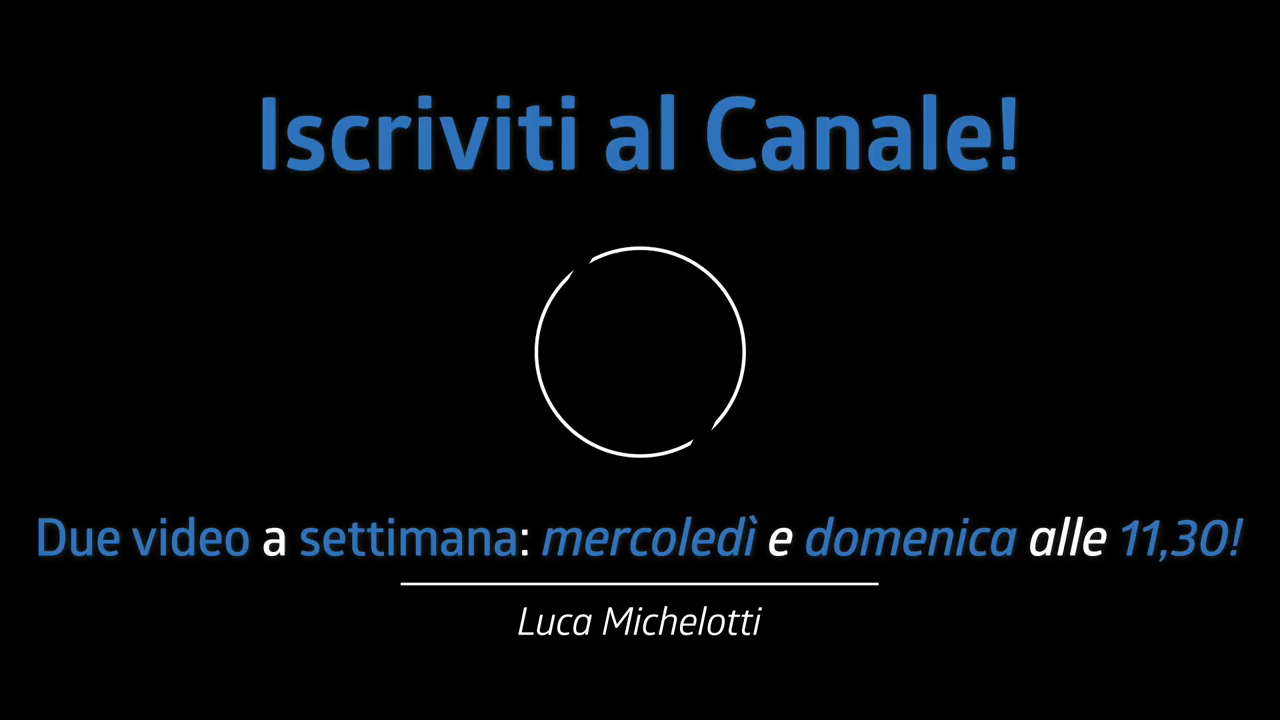 Iscriviti al Canale!
Due video a settimana: mercoledì e domenica alle 11,30!
Luca Michelotti